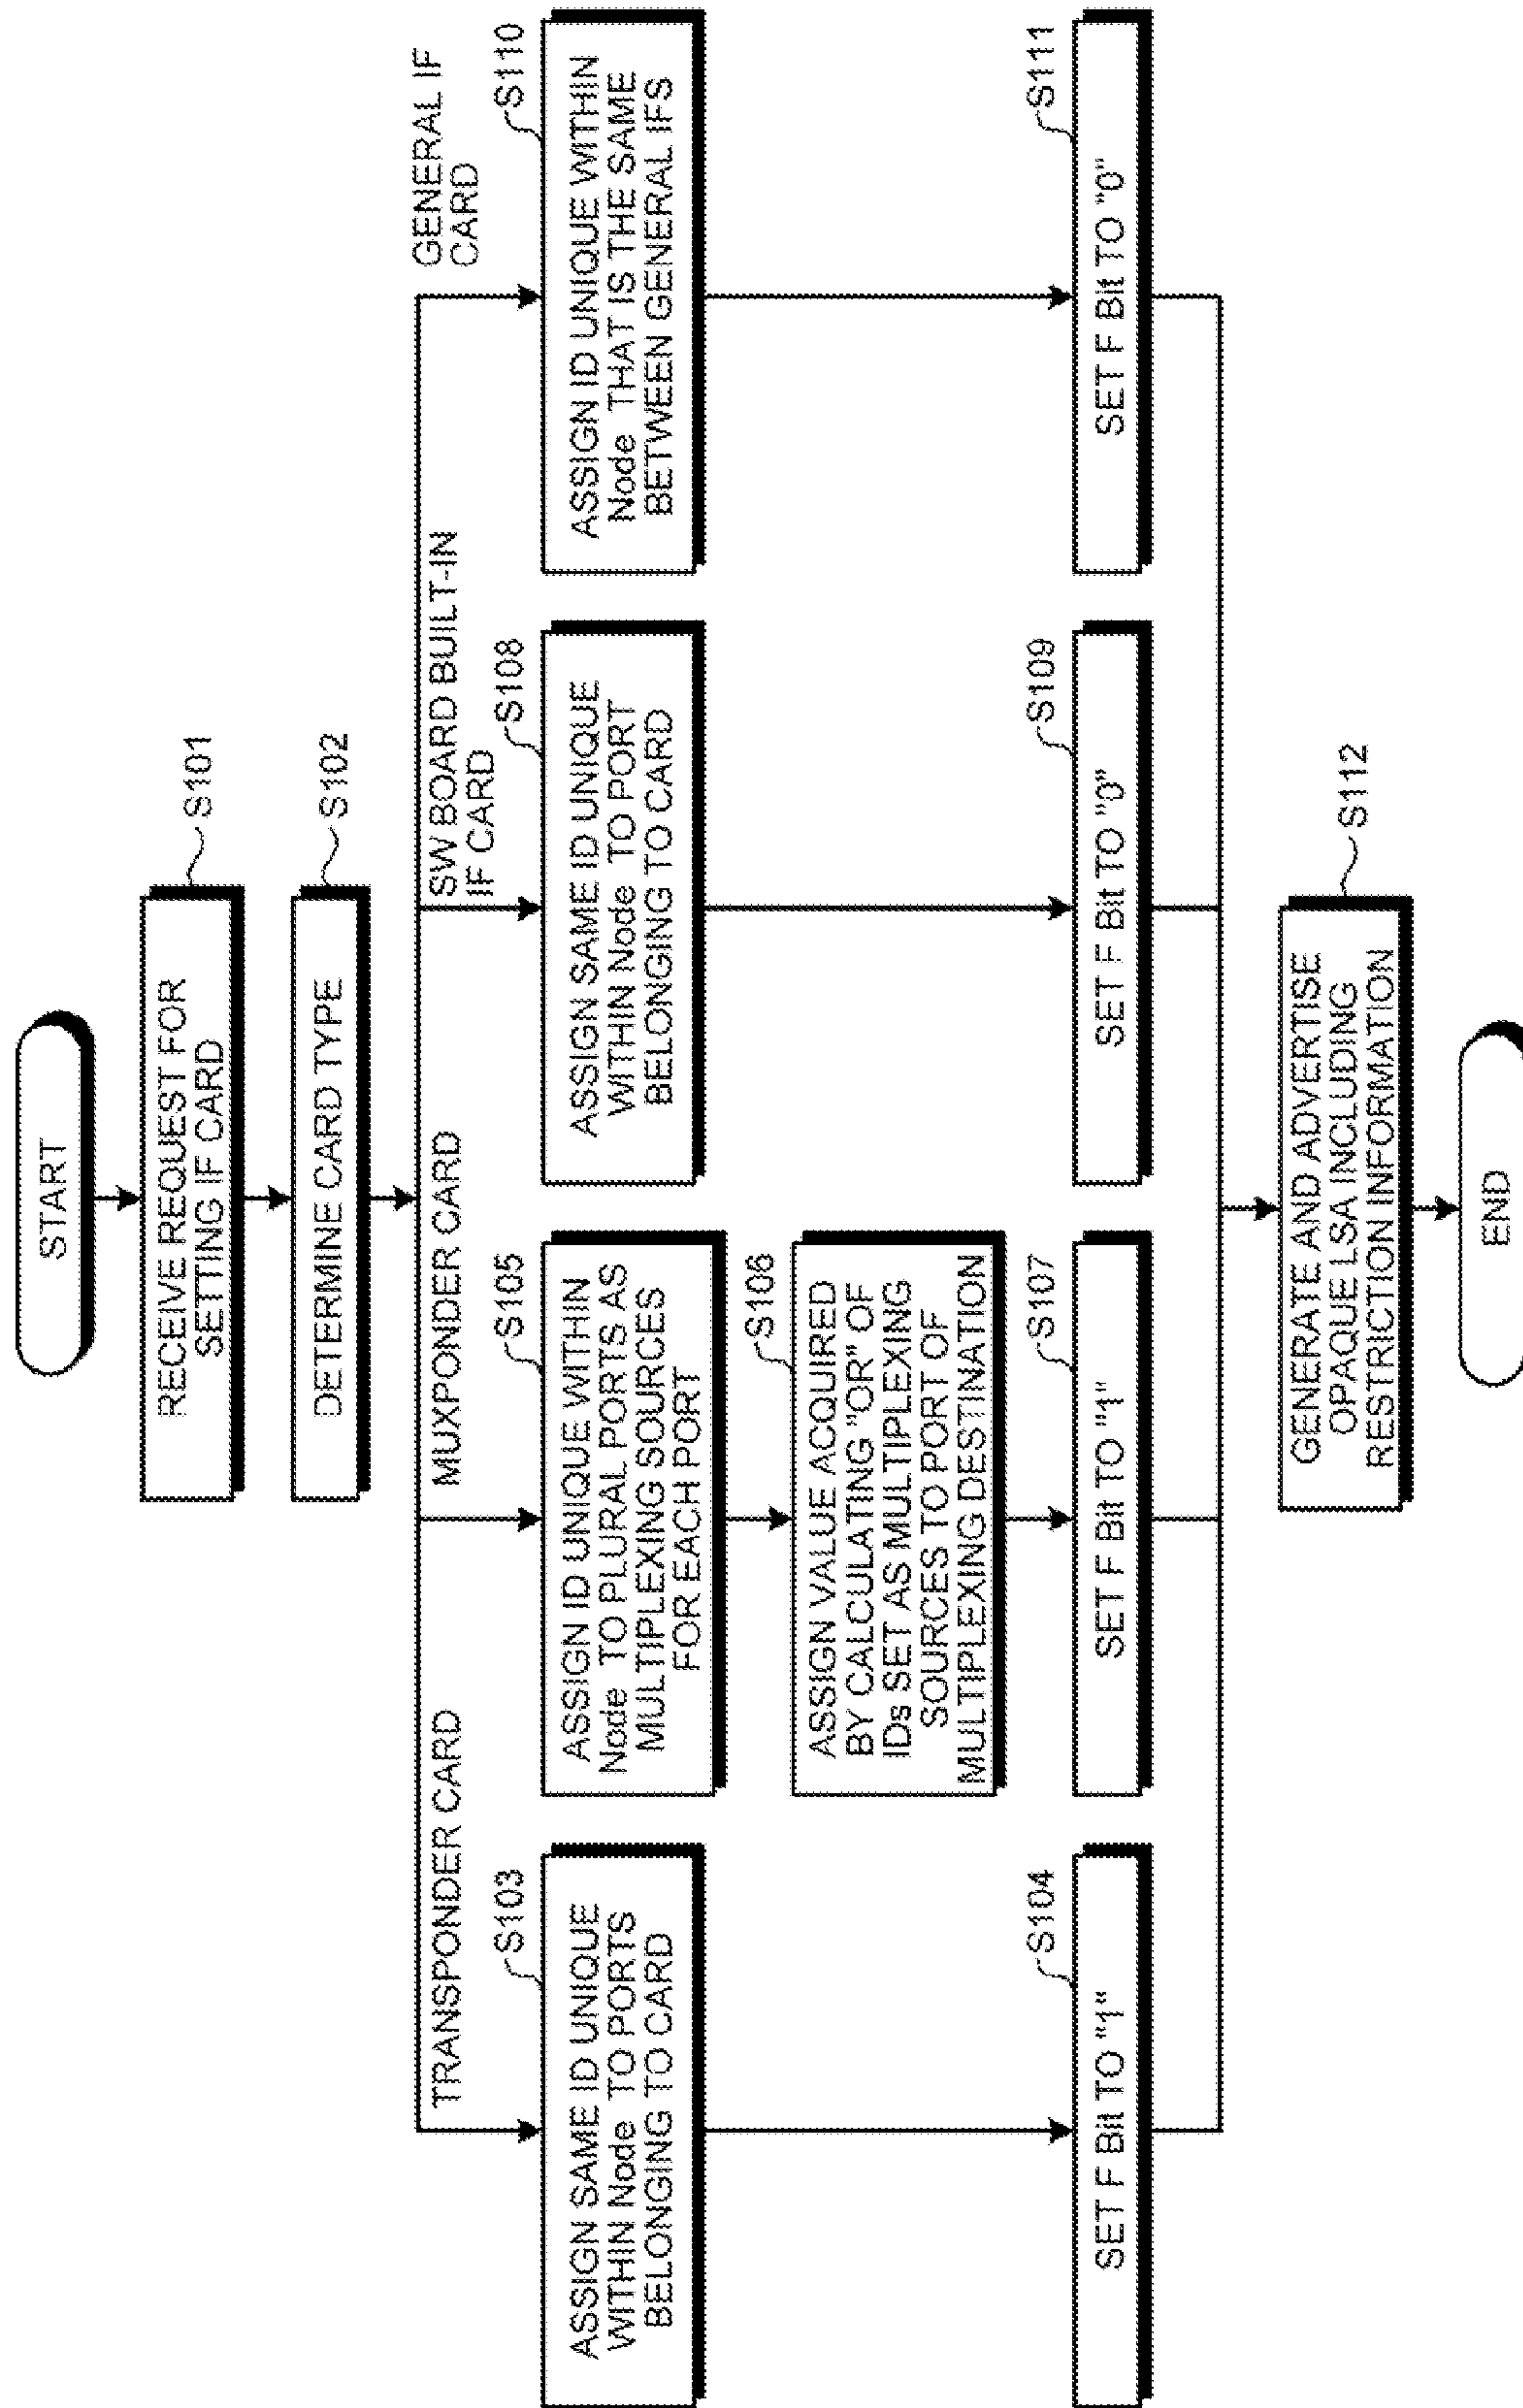 START
RECEIVE REQUEST FOR
SETTING IF CARD
S101
DETERMINE CARD TYPE
S102
TRANSPONDER CARD
MUXPONDER CARD
SW BOARD BUILT-IN
IF CARD
GENERAL IF
CARD
S103
ASSIGN SAME ID UNIQUE
WITHIN Node TO PORTS
BELONGING TO CARD
S105
ASSIGN ID UNIQUE WITHIN
Node TO PLURAL PORTS AS
MULTIPLEXING SOURCES
FOR EACH PORT
S108
ASSIGN SAME ID UNIQUE
WITHIN Node TO PORT
BELONGING TO CARD
S110
ASSIGN ID UNIQUE WITHIN
Node THAT IS THE SAME
BETWEEN GENERAL IFS
S106
ASSIGN VALUE ACQUIRED
BY CALCULATING "OR" OF
IDs SET AS MULTIPLEXING
SOURCES TO PORT OF
MULTIPLEXING DESTINATION
S104
SET F Bit TO "1"
S107
SET F Bit TO "1"
S109
SET F Bit TO "0"
S111
SET F Bit TO "0"
S112
GENERATE AND ADVERTISE
OPAQUE LSA INCLUDING
RESTRICTION INFORMATION
END